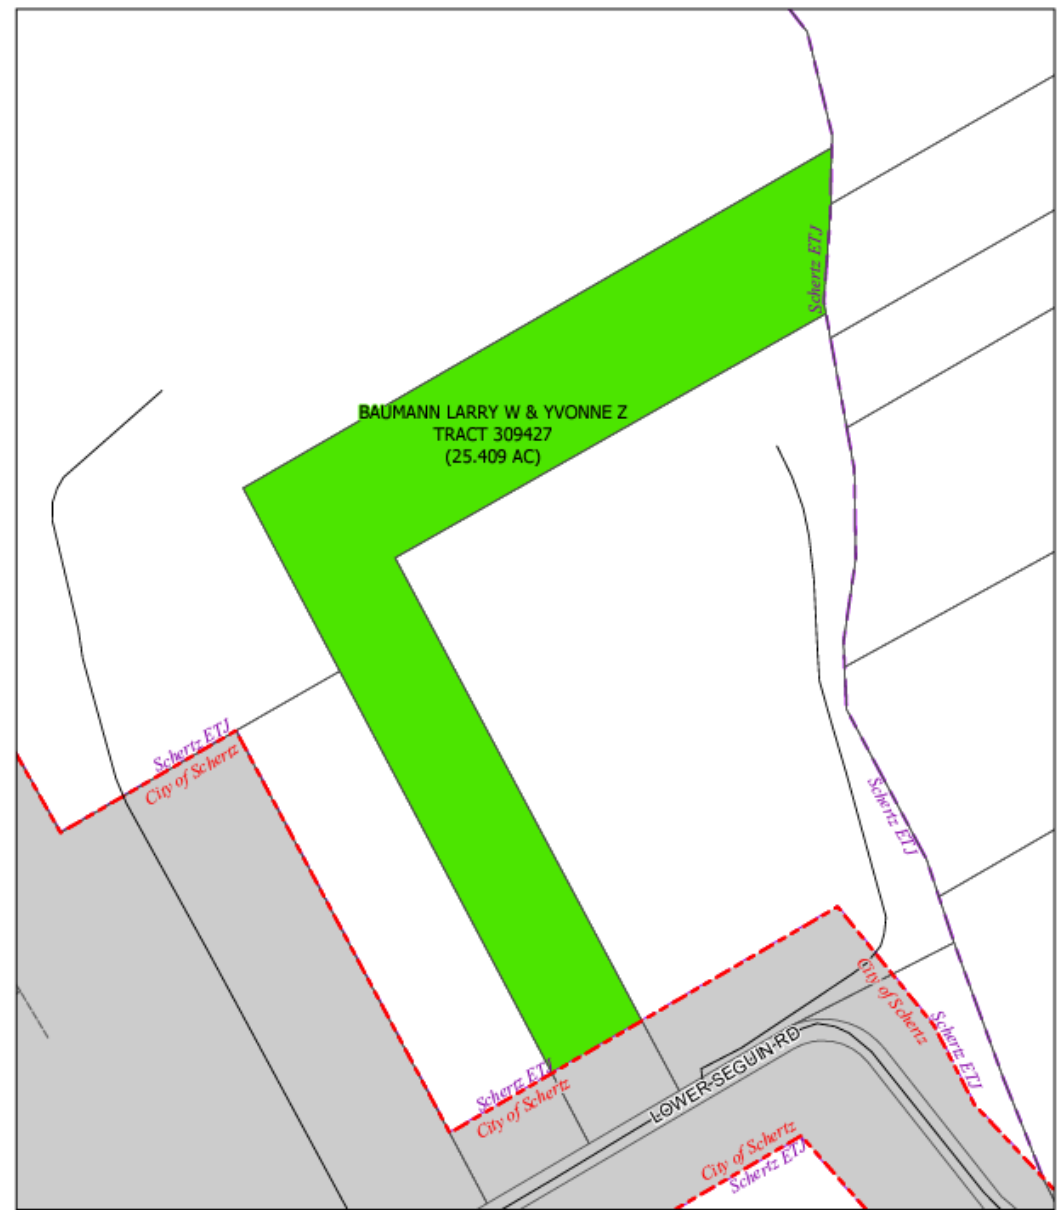 Schertz ETJ
BAUMANN LARRY W & YVONNE Z
TRACT 309427
(25.409 AC)
Schertz ETJ
City of Schertz
Schertz ETJ
City of Schertz
Schertz ETJ
Schertz ETJ
City of Schertz
LOWER-SEGUIN-RD
City of Schertz
Schertz ETJ